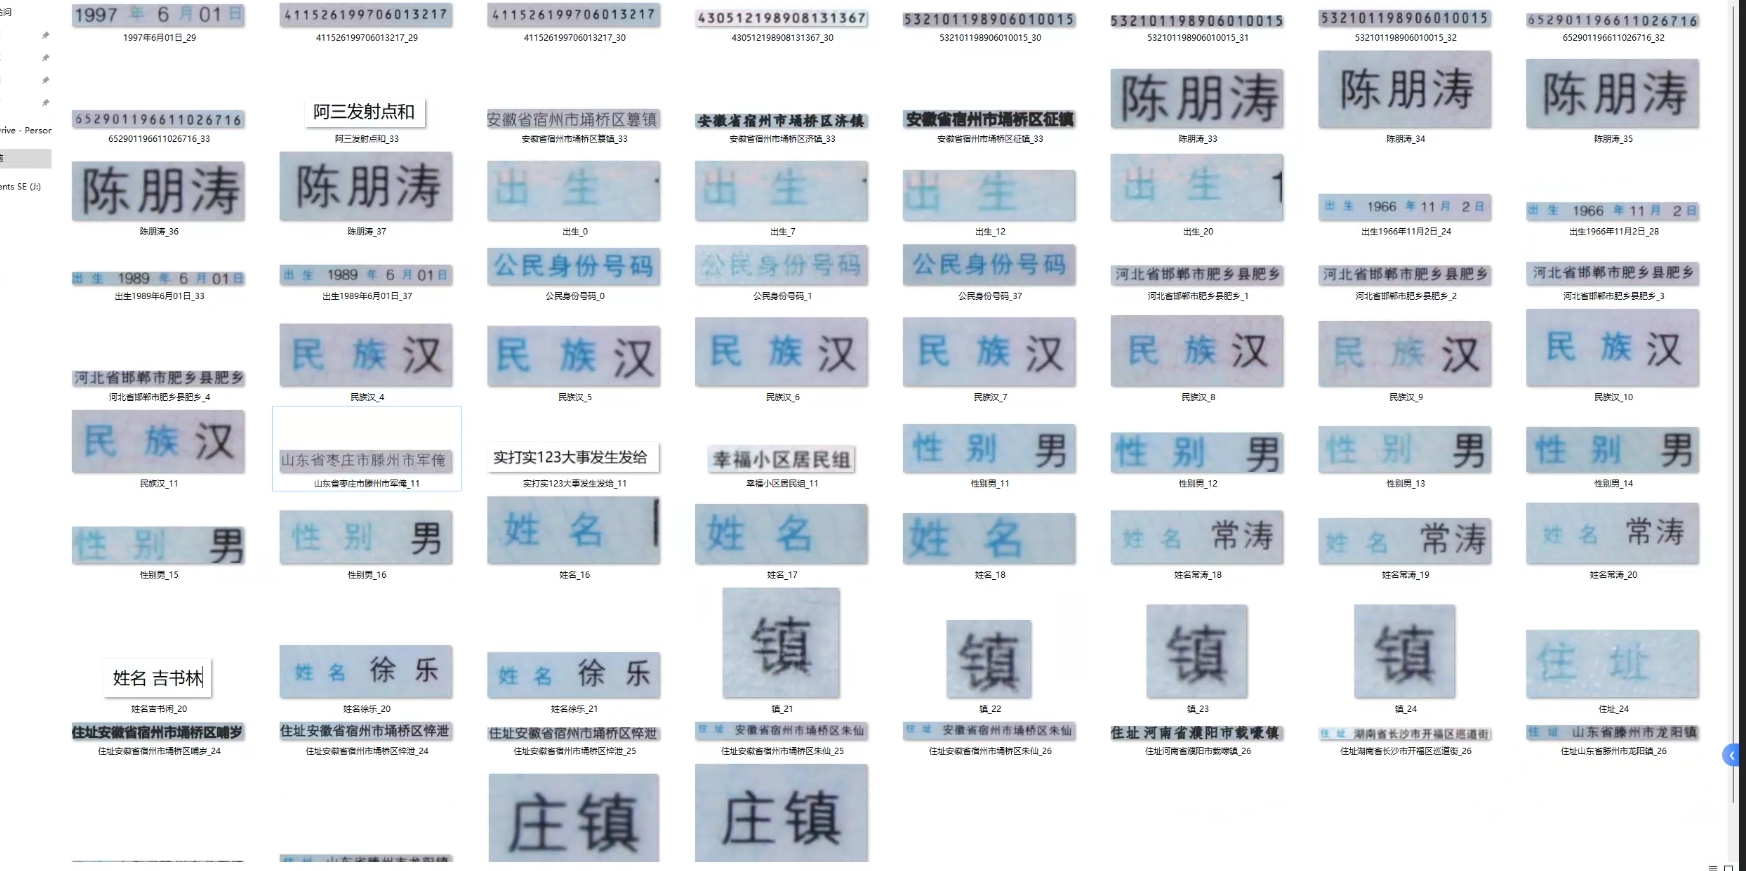 访问
1997 年 6 月 01 日 411526199706013217 411526199706013217 430512198908131367 532101198906010015 532101198906010015 532101198906010015 652901196611026716
1997年6月01日_29 411526199706013217_29 411526199706013217_30 430512198908131367_30 532101198906010015_30 532101198906010015_31 532101198906010015_32 652901196611026716_32
652901196611026716 阿三发射点和 安徽省宿州市埇桥区篡镇 安徽省宿州市埇桥区济镇 安徽省宿州市埇桥区征镇 陈朋涛 陈朋涛 陈朋涛
rive - Person
652901196611026716_33 阿三发射点和_33 安徽省宿州市埇桥区篡镇_33 安徽省宿州市埇桥区济镇_33 安徽省宿州市埇桥区征镇_33 陈朋涛_33 陈朋涛_34 陈朋涛_35
ents SE (J:)
陈朋涛 陈朋涛 出 生 出 生 出 生 出 生 出 生 1966 年 11 月 2 日 出 生 1966 年 11 月 2 日
陈朋涛_36 陈朋涛_37 出生_0 出生_7 出生_12 出生_20 出生1966年11月2日_24 出生1966年11月2日_28
出 生 1989 年 6 月 01 日 出 生 1989 年 6 月 01 日 公民身份号码 公民身份号码 公民身份号码 河北省邯郸市肥乡县肥乡 河北省邯郸市肥乡县肥乡 河北省邯郸市肥乡县肥乡
出生1989年6月01日_33 出生1989年6月01日_37 公民身份号码_0 公民身份号码_1 公民身份号码_37 河北省邯郸市肥乡县肥乡_1 河北省邯郸市肥乡县肥乡_2 河北省邯郸市肥乡县肥乡_3
河北省邯郸市肥乡县肥乡 民 族 汉 民 族 汉 民 族 汉 民 族 汉 民 族 汉 民 族 汉 民 族 汉
河北省邯郸市肥乡县肥乡_4 民族汉_4 民族汉_5 民族汉_6 民族汉_7 民族汉_8 民族汉_9 民族汉_10
民 族 汉 山东省枣庄市滕州市军俺 实打实123大事发生发给 幸福小区居民组 性 别 男 性 别 男 性 别 男 性 别 男
民族汉_11 山东省枣庄市滕州市军俺_11 实打实123大事发生发给_11 幸福小区居民组_11 性别男_11 性别男_12 性别男_13 性别男_14
性 别 男 性 别 男 姓 名 姓 名 姓 名 姓 名 常涛 姓 名 常涛 姓 名 常涛
性别男_15 性别男_16 姓名_16 姓名_17 姓名_18 姓名常涛_18 姓名常涛_19 姓名常涛_20
姓名 吉书林 姓 名 徐 乐 姓 名 徐 乐 镇 镇 镇 镇 住 址
姓名吉书闲_20 姓名徐乐_20 姓名徐乐_21 镇_21 镇_22 镇_23 镇_24 住址_24
住址安徽省宿州市埇桥区哺岁 住址安徽省宿州市埇桥区悴泄 住址安徽省宿州市埇桥区悴泄 住 址 安徽省宿州市埇桥区朱仙 住 址 安徽省宿州市埇桥区朱仙 住址河南省濮阳市载嚎镇 住 址 湖南省长沙市开福区巡道街 住 址 山东省滕州市龙阳镇
住址安徽省宿州市埇桥区哺岁_24 住址安徽省宿州市埇桥区悴泄_24 住址安徽省宿州市埇桥区悴泄_25 住址安徽省宿州市埇桥区朱仙_25 住址安徽省宿州市埇桥区朱仙_26 住址河南省濮阳市载嚎镇_26 住址湖南省长沙市开福区巡道街_26 住址山东省滕州市龙阳镇_26
住 址 山东省滕州市龙阳镇 庄镇 庄镇